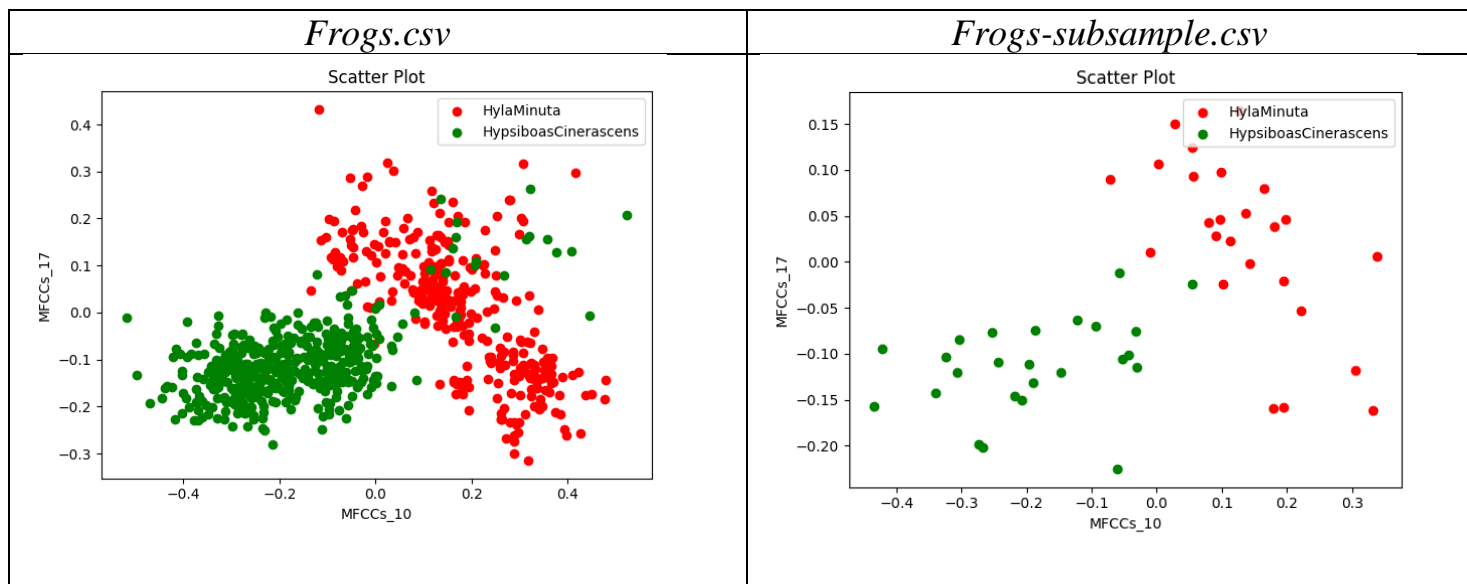 Frogs.csv
Frogs-subsample.csv
Scatter Plot
HylaMinuta
HypsiboasCinerascens
0.4
0.3
0.2
0.1
0.0
−0.1
−0.2
−0.3
MFCCs_17
−0.4
−0.2
0.0
0.2
0.4
MFCCs_10
Scatter Plot
HylaMinuta
HypsiboasCinerascens
0.15
0.10
0.05
0.00
−0.05
−0.10
−0.15
−0.20
MFCCs_17
−0.4
−0.3
−0.2
−0.1
0.0
0.1
0.2
0.3
MFCCs_10